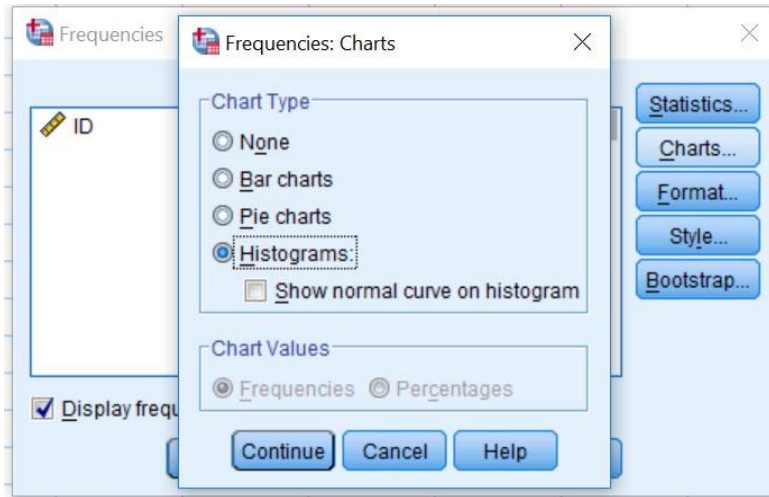 Frequencies
Frequencies: Charts
ID
Chart Type
None
Bar charts
Pie charts
Histograms:
Show normal curve on histogram
Chart Values
Frequencies Percentages
Continue Cancel Help
Statistics...
Charts...
Format...
Style...
Bootstrap...
Display frequ